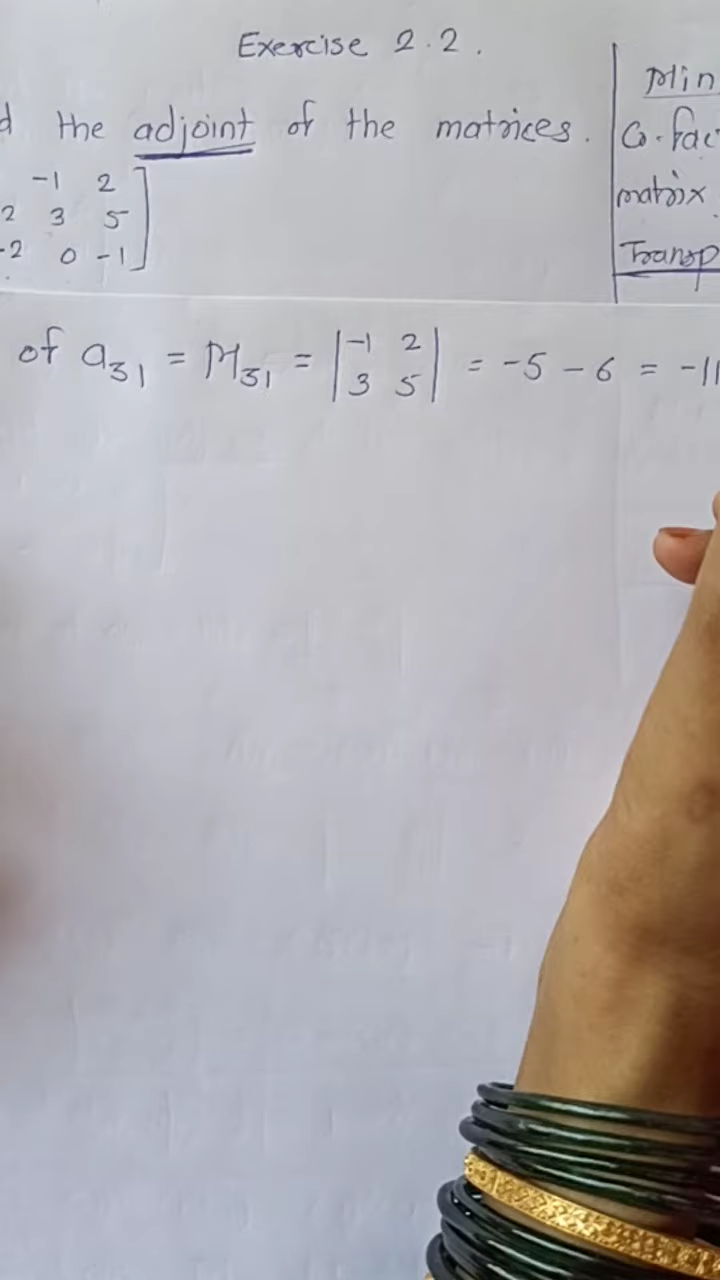 Exercise 2.2.
d the adjoint of the matrices.
-1 2
2 3 5
-2 0 -1
Min
Co-fac
matrix
Transp
of a₃₁ = M₃₁ = |-1 2| = -5 - 6 = -11
|3 5|